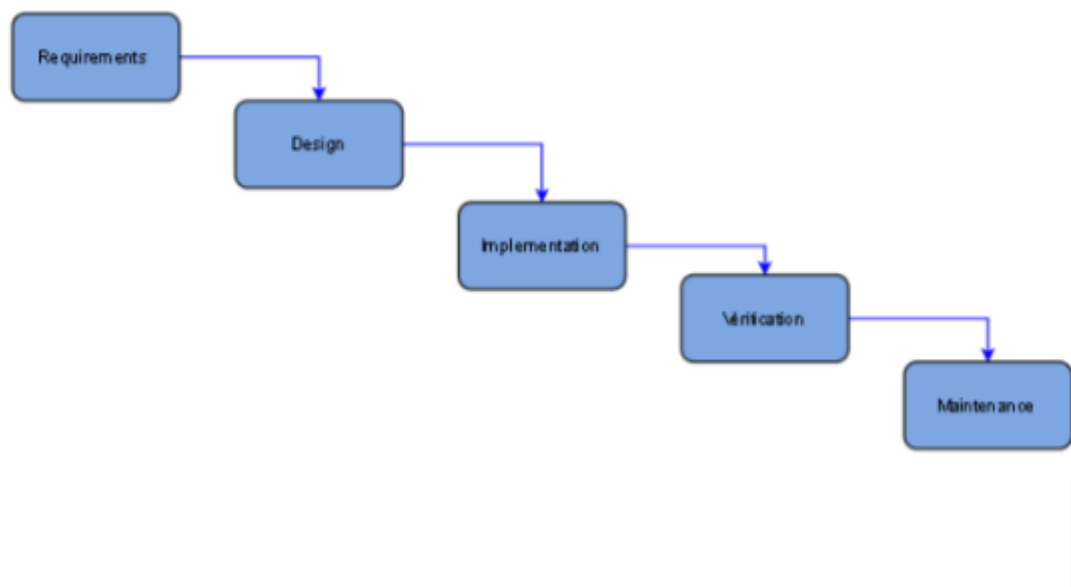 Requirements
Design
Implementation
Verification
Maintenance